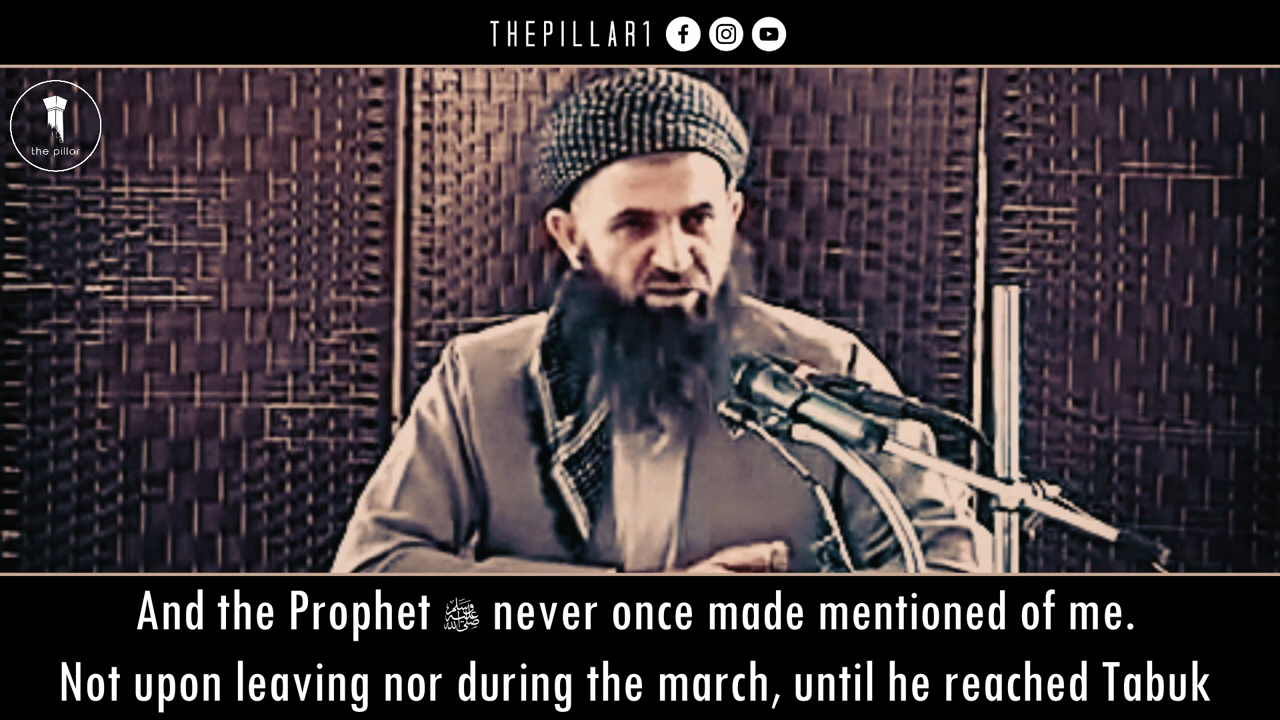 THEPILLAR1
the pillar
And the Prophet ﷺ never once made mentioned of me.
Not upon leaving nor during the march, until he reached Tabuk